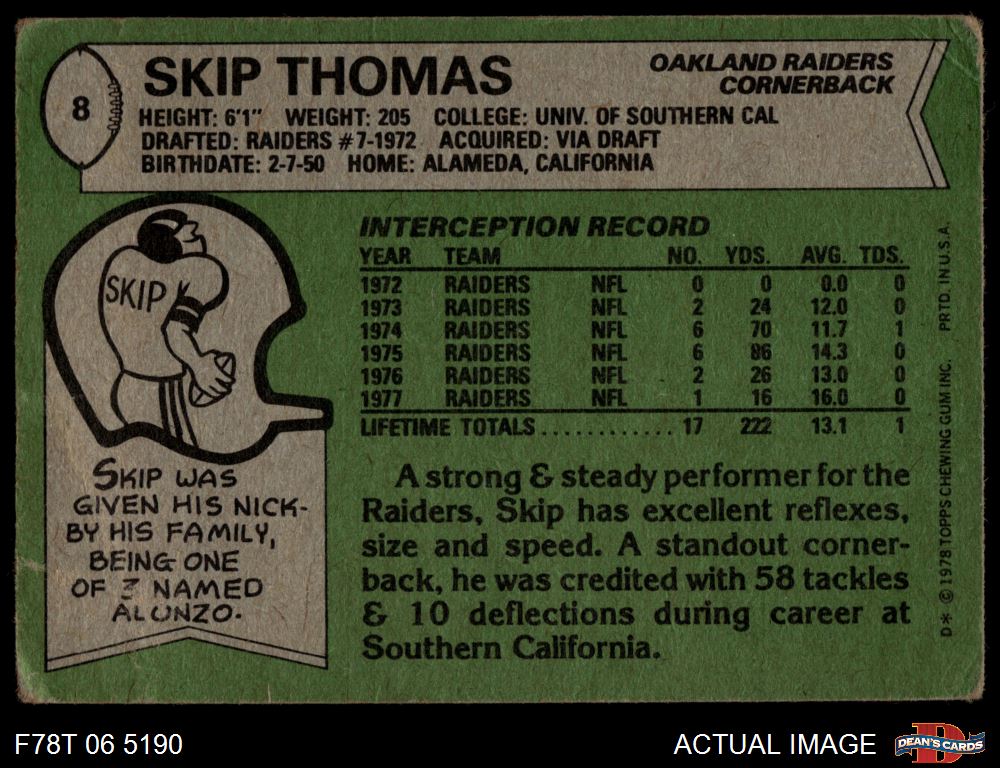 8
SKIP THOMAS
OAKLAND RAIDERS
CORNERBACK
HEIGHT: 6'1" WEIGHT: 205 COLLEGE: UNIV. OF SOUTHERN CAL
DRAFTED: RAIDERS #7-1972 ACQUIRED: VIA DRAFT
BIRTHDATE: 2-7-50 HOME: ALAMEDA, CALIFORNIA
SKIP
SKIP WAS
GIVEN HIS NICK-
BY HIS FAMILY,
BEING ONE
OF 3 NAMED
ALONZO.
INTERCEPTION RECORD
YEAR TEAM NO. YDS. AVG. TDS.
1972 RAIDERS NFL 0 0 0.0 0
1973 RAIDERS NFL 2 24 12.0 0
1974 RAIDERS NFL 6 70 11.7 1
1975 RAIDERS NFL 6 86 14.3 0
1976 RAIDERS NFL 2 26 13.0 0
1977 RAIDERS NFL 1 16 16.0 0
LIFETIME TOTALS............ 17 222 13.1 1
A strong & steady performer for the
Raiders, Skip has excellent reflexes,
size and speed. A standout corner-
back, he was credited with 58 tackles
& 10 deflections during career at
Southern California.
D* © 1978 TOPPS CHEWING GUM INC. PRTD. IN U.S.A.
F78T 06 5190
ACTUAL IMAGE
D
DEAN'S CARDS